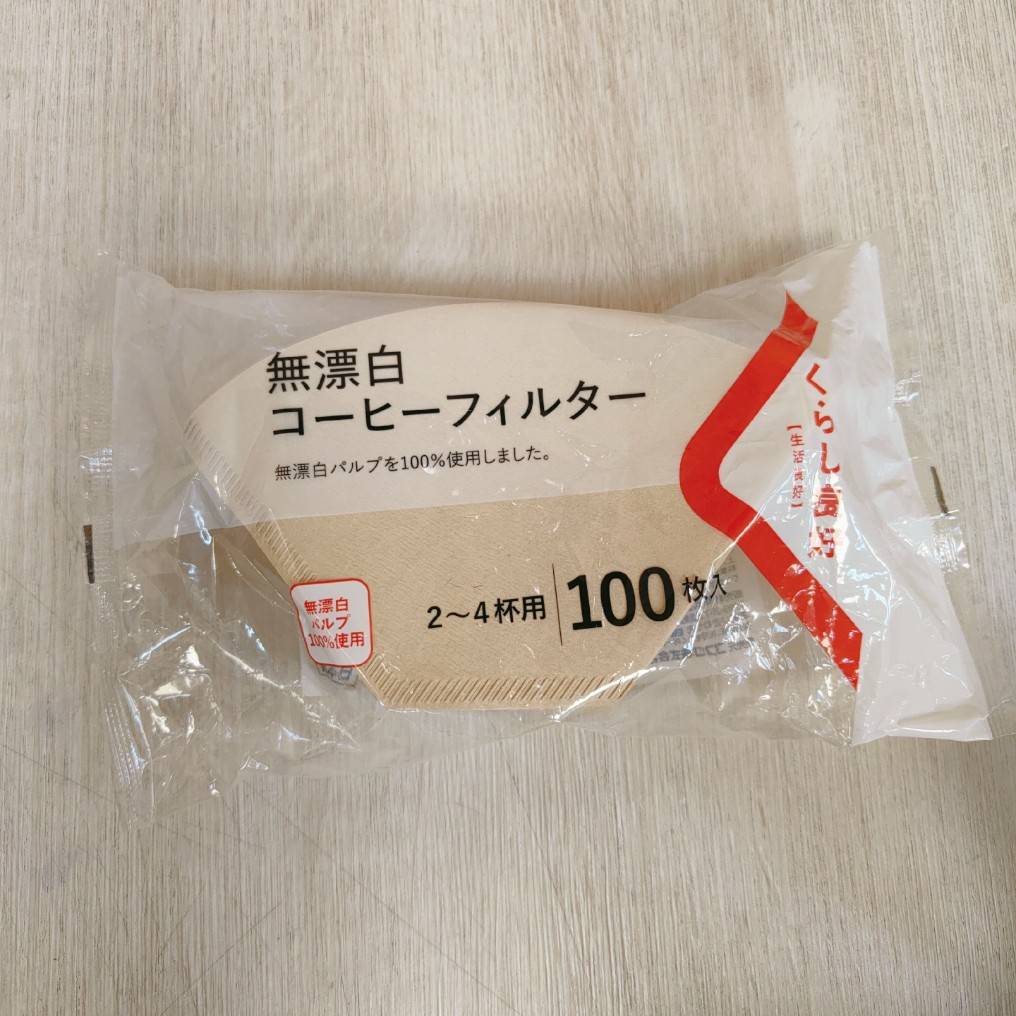 無漂白
コーヒーフィルター
無漂白パルプを100%使用しました。
無漂白
パルプ
100%使用
2〜4杯用
100枚入
くらし良好
【生活良好】